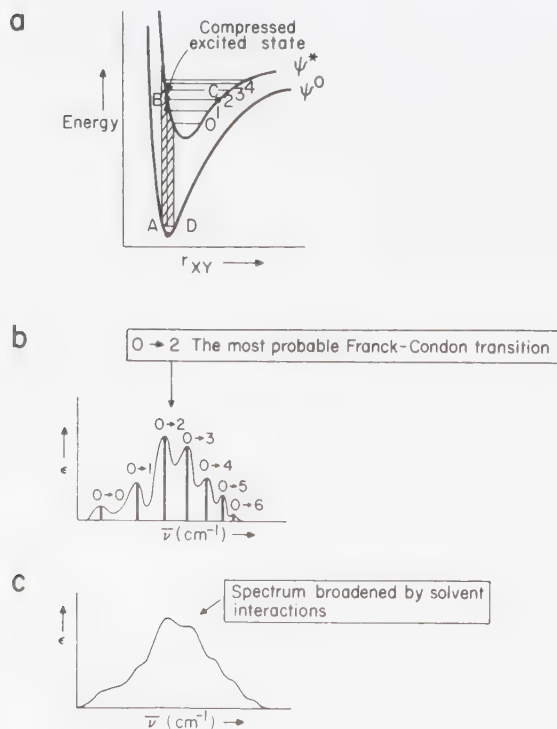 a
Compressed
excited state
ψ*
ψ⁰
B
C
0 1 2 3 4
Energy
A D
r_XY
b
0→2 The most probable Franck-Condon transition
0→2
0→3
0→1
0→4
0→0
0→5
0→6
ϵ
ν̅ (cm⁻¹)
c
Spectrum broadened by solvent
interactions
ϵ
ν̅ (cm⁻¹)